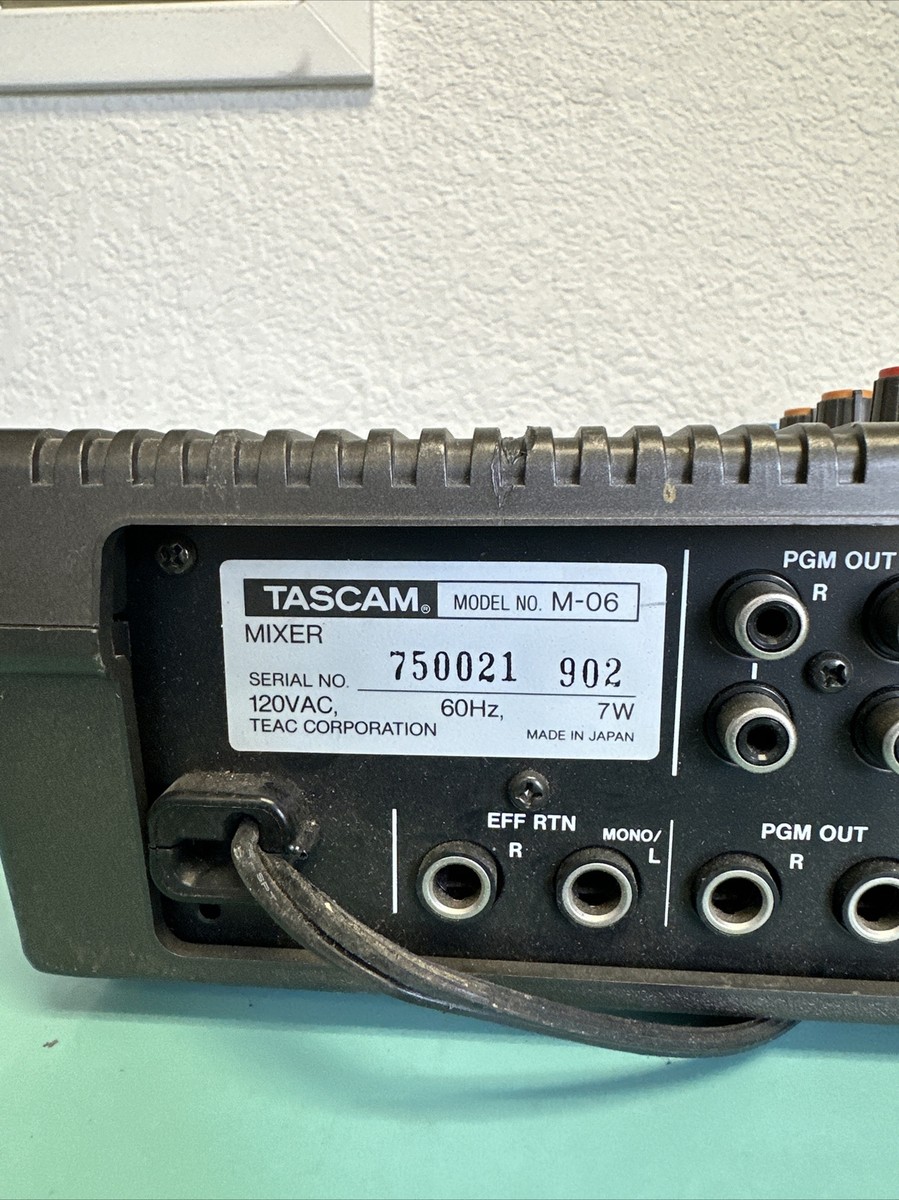 TASCAM® MODEL NO. M-06
MIXER
SERIAL NO. 750021 902
120VAC, 60Hz, 7W
TEAC CORPORATION MADE IN JAPAN
PGM OUT
R
EFF RTN
R MONO/
L
PGM OUT
R